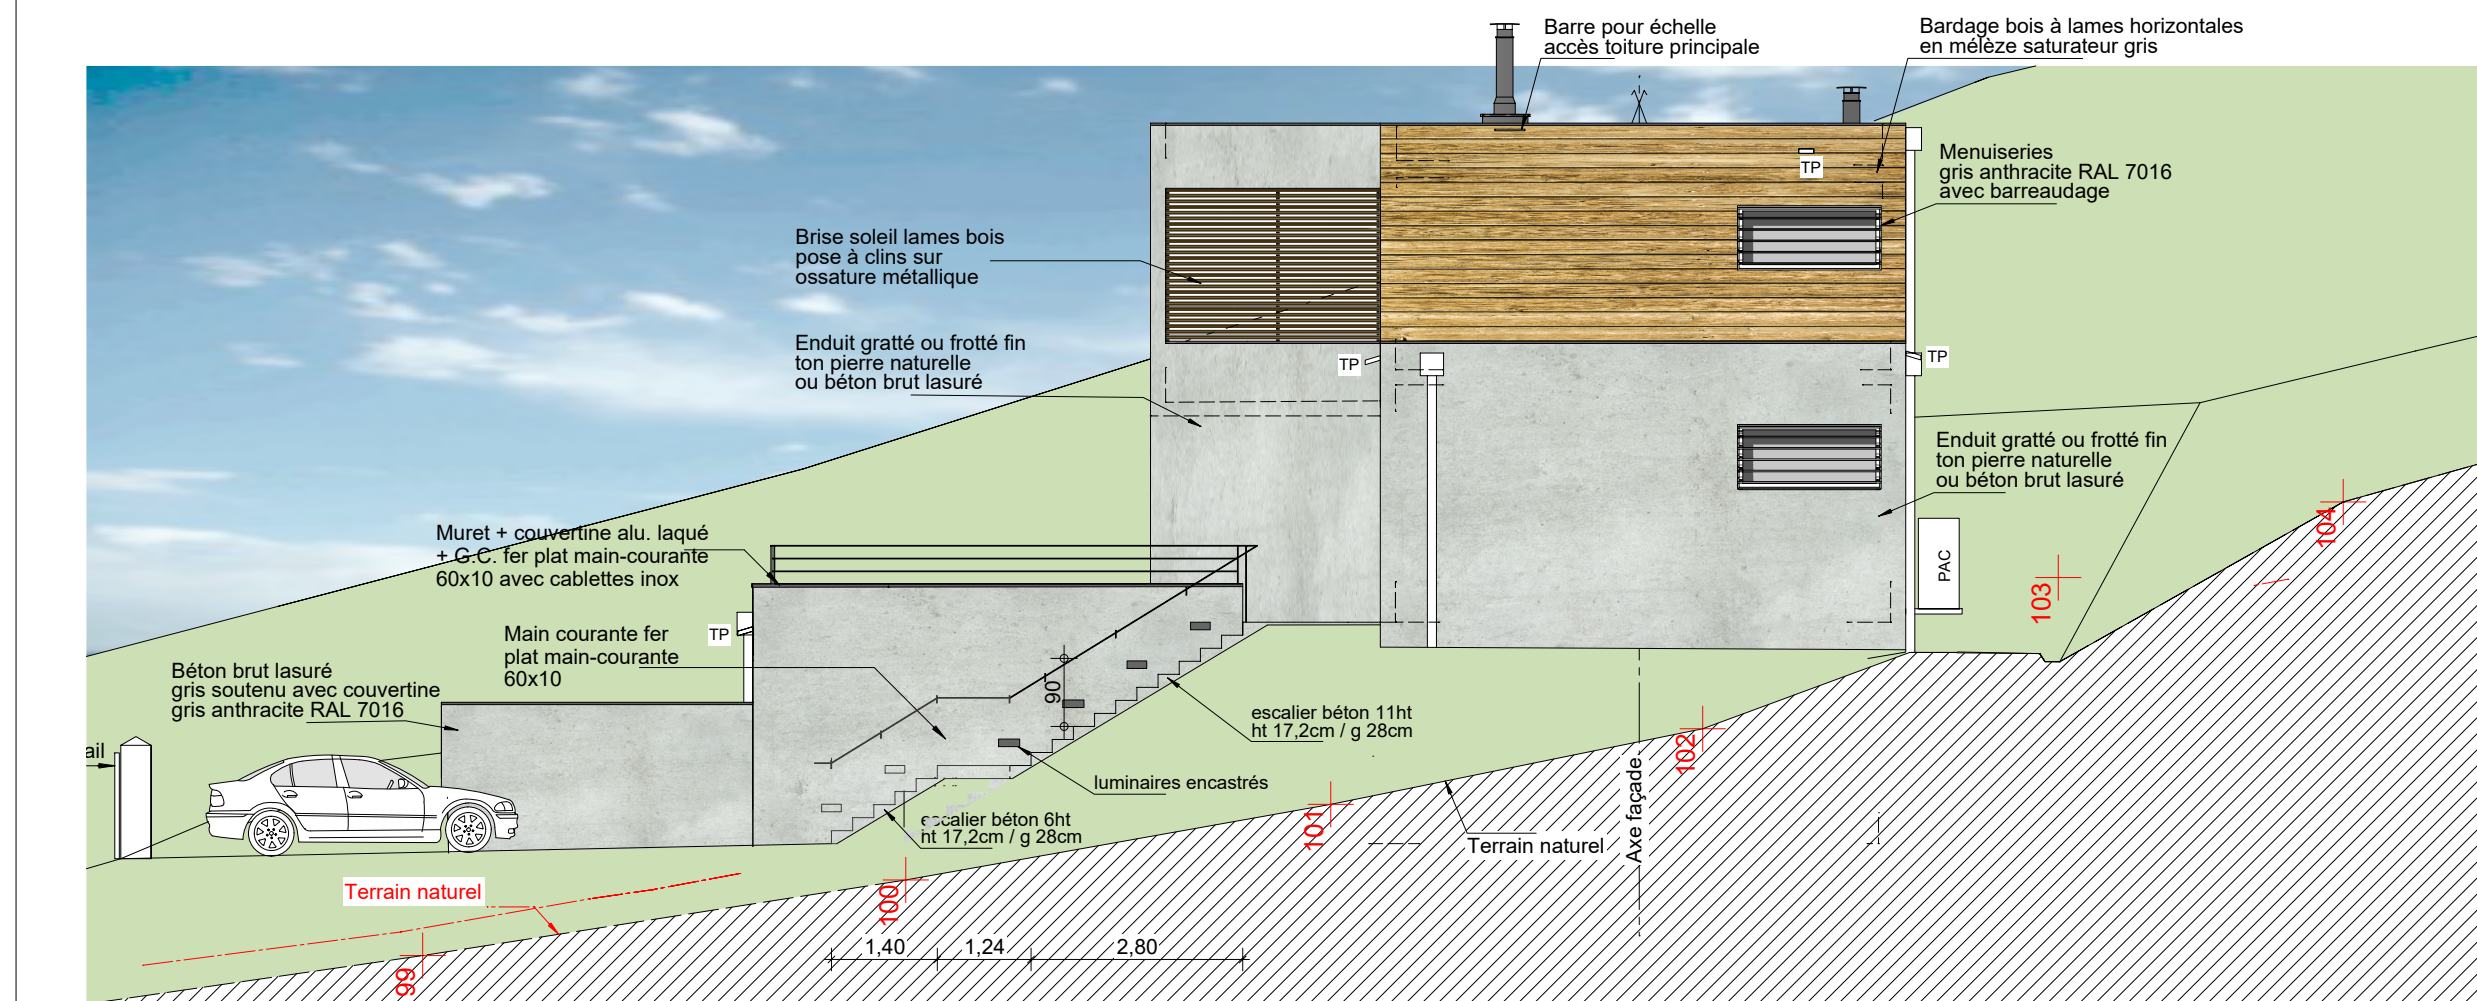 Barre pour échelle
accès toiture principale
Bardage bois à lames horizontales
en mélèze saturateur gris
TP
Menuiseries
gris anthracite RAL 7016
avec barreaudage
Brise soleil lames bois
pose à clins sur
ossature métallique
Enduit gratté ou frotté fin
ton pierre naturelle
ou béton brut lasuré
TP
TP
Enduit gratté ou frotté fin
ton pierre naturelle
ou béton brut lasuré
Muret + couvertine alu. laqué
+ G.C. fer plat main-courante
60x10 avec cablettes inox
104
PAC
103
TP
Main courante fer
plat main-courante
60x10
Béton brut lasuré
gris soutenu avec couvertine
gris anthracite RAL 7016
90
escalier béton 11ht
ht 17,2cm / g 28cm
102
ail
luminaires encastrés
escalier béton 6ht
ht 17,2cm / g 28cm
101
Terrain naturel
Axe façade
Terrain naturel
100
1,40
1,24
2,80
99